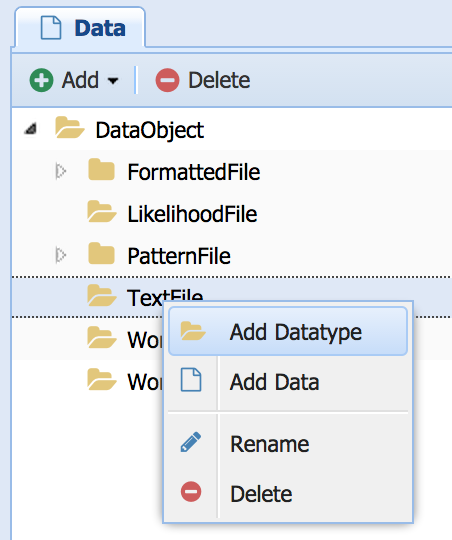 Data
Add Delete
DataObject
FormattedFile
LikelihoodFile
PatternFile
TextFile
Add Datatype
Add Data
Rename
Delete